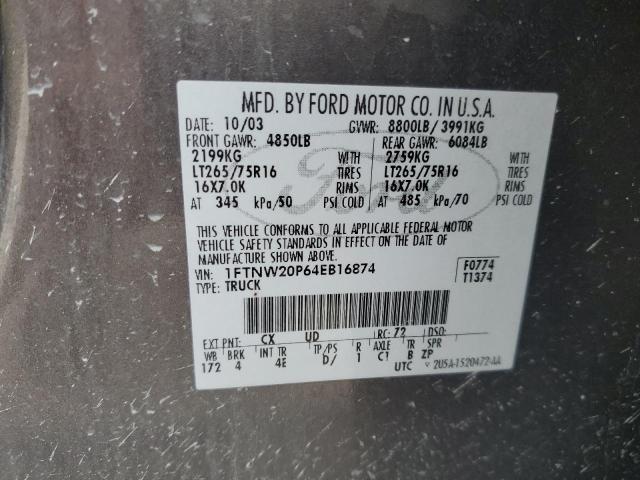 MFD. BY FORD MOTOR CO. IN U.S.A.
DATE: 10/03 GVWR: 8800LB/ 3991KG
FRONT GAWR: 4850LB REAR GAWR: 6084LB
2199KG WITH 2759KG WITH
LT265/75R16 TIRES LT265/75R16 TIRES
16X7.0K RIMS 16X7.0K RIMS
AT 345 kPa/50 PSI COLD AT 485 kPa/70 PSI COLD
Ford
THIS VEHICLE CONFORMS TO ALL APPLICABLE FEDERAL MOTOR
VEHICLE SAFETY STANDARDS IN EFFECT ON THE DATE OF
MANUFACTURE SHOWN ABOVE.
VIN: 1FTNW20P64EB16874 F0774
TYPE: TRUCK T1374
EXT PNT: CX UD RC: 72 DSO:
WB BRK INT TR TP/PS R AXLE TR SPR
172 4 4E D/ 1 C1 B ZP
UTC 2U5A-1520472-AA